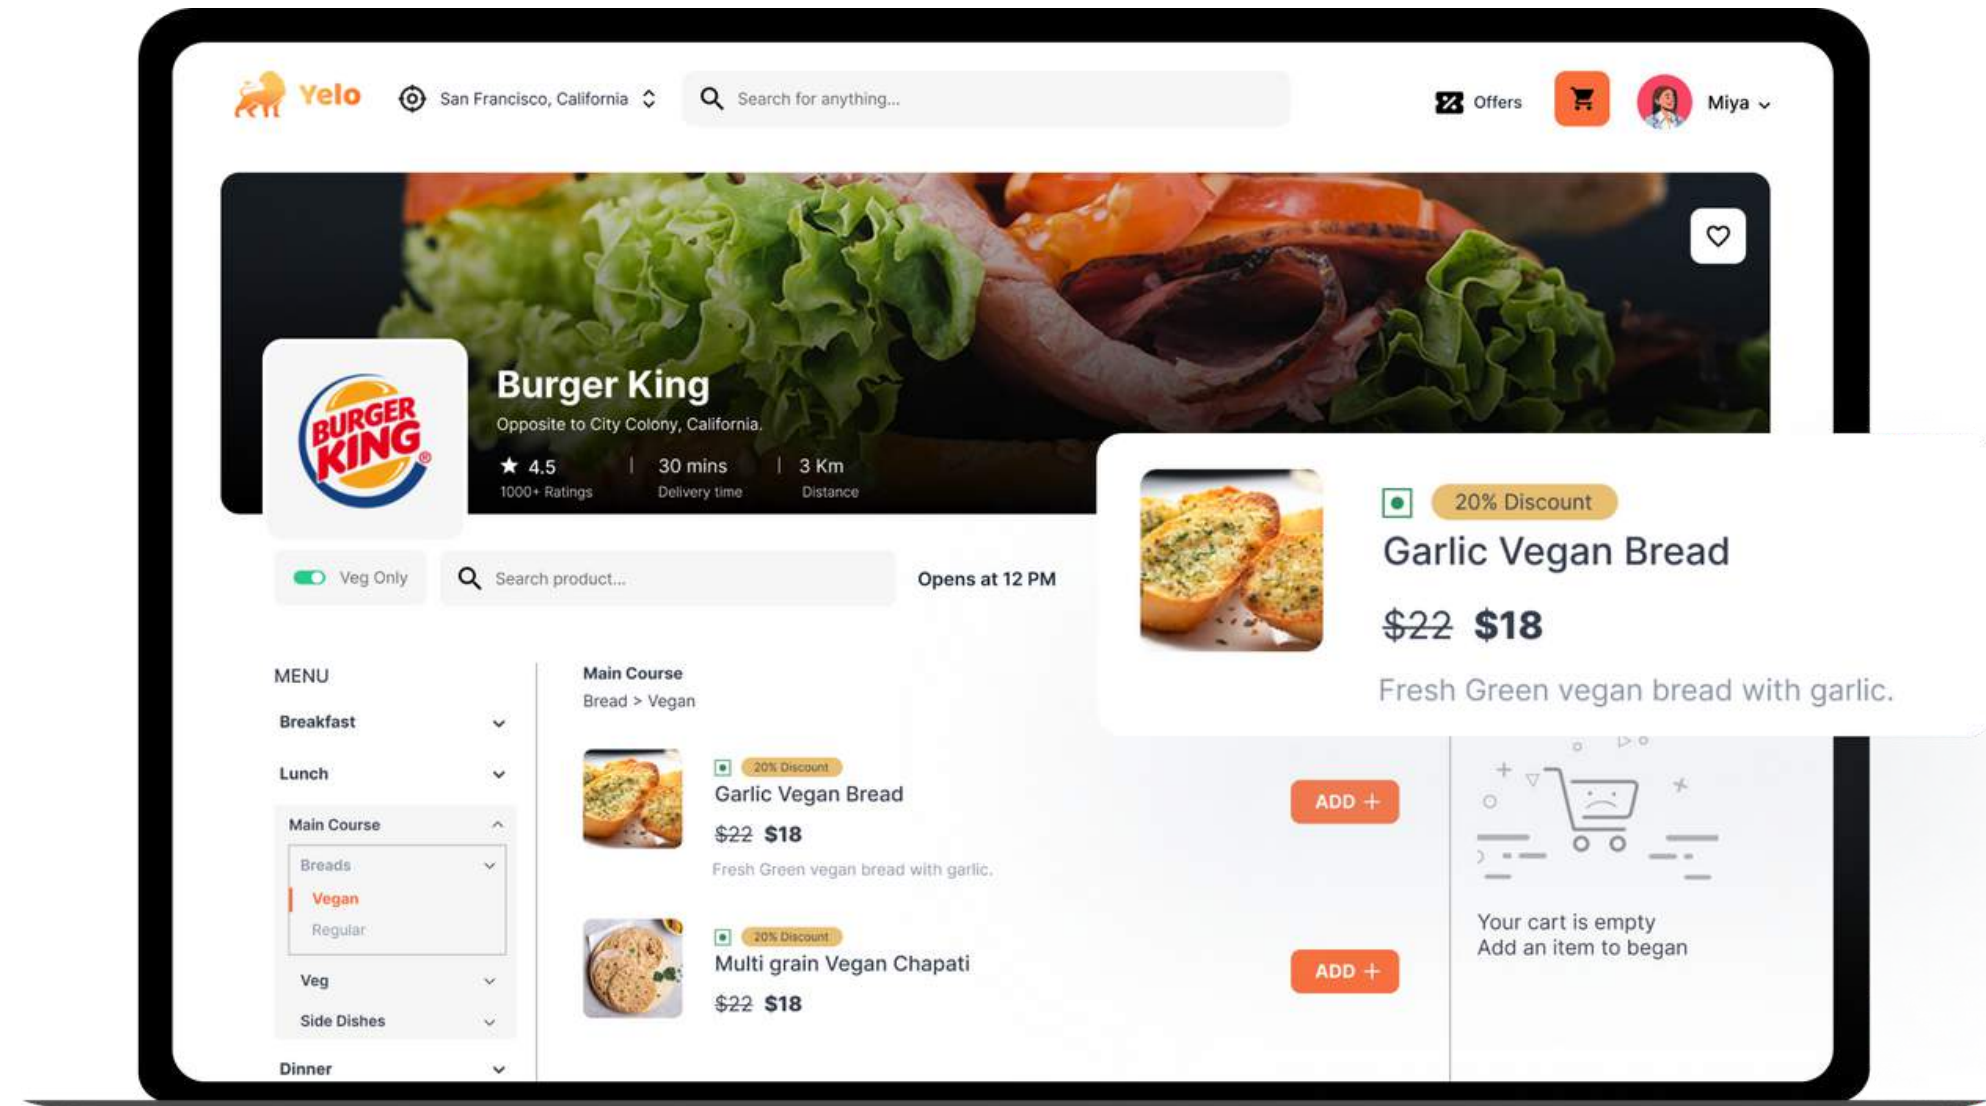 Yelo
San Francisco, California
Search for anything...
Offers
Miya
BURGER
KING
®
Burger King
Opposite to City Colony, California.
4.5 | 30 mins | 3 Km
1000+ Ratings Delivery time Distance
20% Discount
Garlic Vegan Bread
$22 $18
Fresh Green vegan bread with garlic.
Veg Only
Search product...
Opens at 12 PM
MENU
Breakfast
Lunch
Main Course
Breads
Vegan
Regular
Veg
Side Dishes
Dinner
Main Course
Bread > Vegan
20% Discount
Garlic Vegan Bread
$22 $18
Fresh Green vegan bread with garlic.
ADD +
20% Discount
Multi grain Vegan Chapati
$22 $18
ADD +
Your cart is empty
Add an item to began